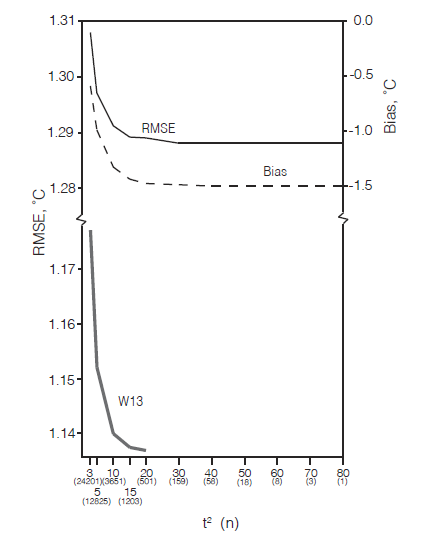 1.31
0.0
1.30
-0.5
Bias, °C
RMSE
1.29
-1.0
Bias
1.28
-1.5
RMSE, °C
1.17
1.16
1.15
W13
1.14
3 10 20 30 40 50 60 70 80
(24201)(3651) (501) (159) (58) (18) (8) (3) (1)
5 15
(12825) (1203)
t² (n)